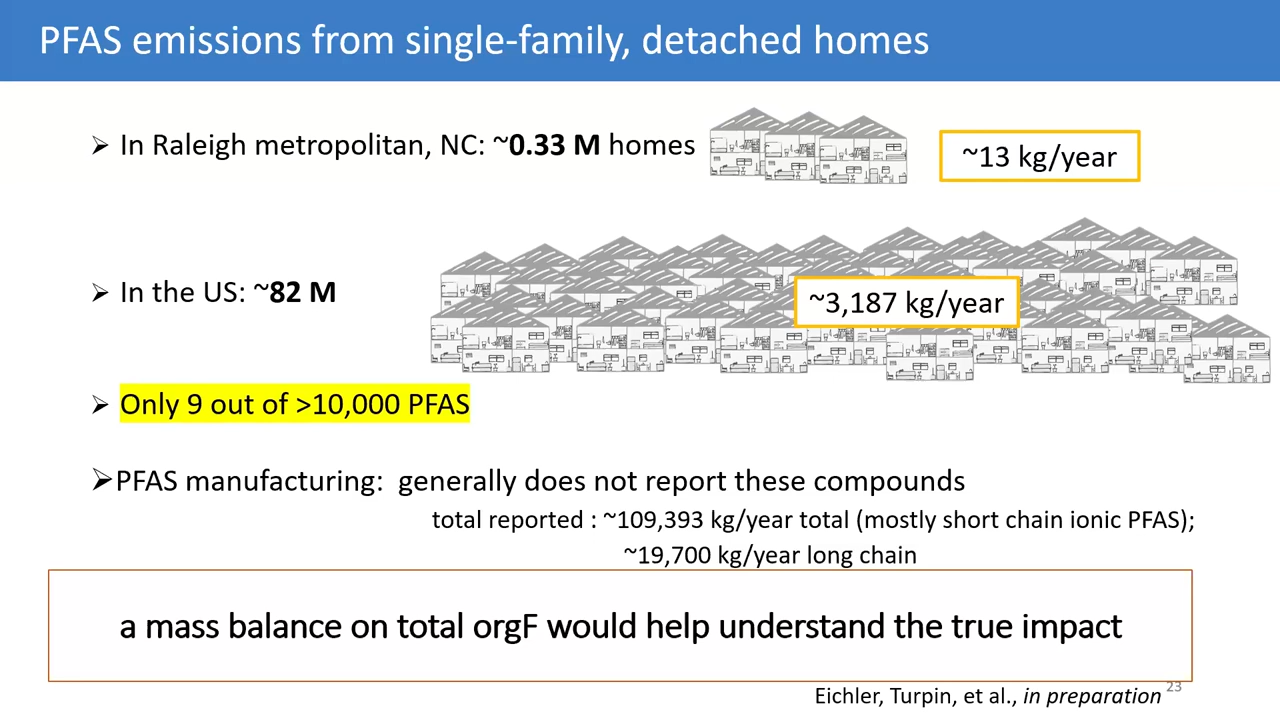 PFAS emissions from single-family, detached homes
➢ In Raleigh metropolitan, NC: ~0.33 M homes
~13 kg/year
➢ In the US: ~82 M
~3,187 kg/year
➢ Only 9 out of >10,000 PFAS
➢PFAS manufacturing: generally does not report these compounds
total reported : ~109,393 kg/year total (mostly short chain ionic PFAS);
~19,700 kg/year long chain
a mass balance on total orgF would help understand the true impact
Eichler, Turpin, et al., in preparation
23